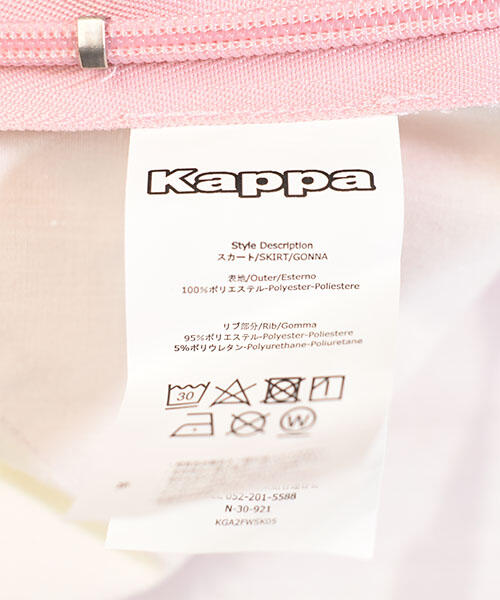 Kappa
Style Description
スカート/SKIRT/GONNA
表地/Outer/Esterno
100%ポリエステル-Polyester-Poliestere
リブ部分/Rib/Gomma
95%ポリエステル-Polyester-Poliestere
5%ポリウレタン-Polyurethane-Poliuretane
30
W
052-201-5588
N-30-921
KGA2FWSK05